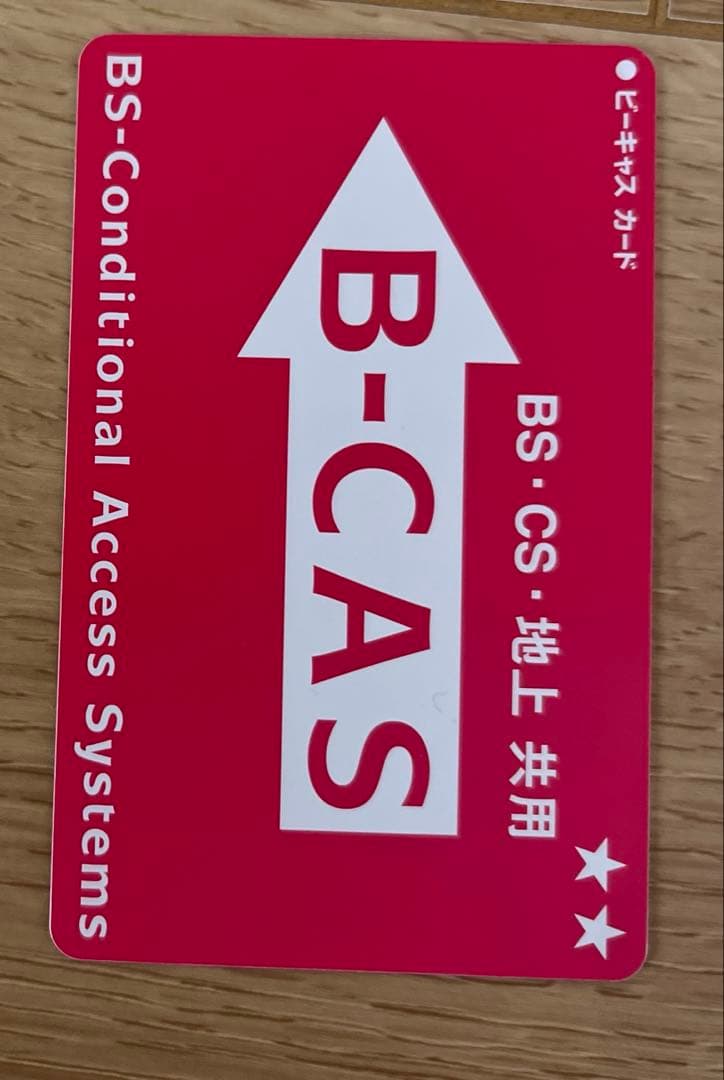 ●ビーキャス カード
BS・CS・地上 共用
★★
B-CAS
BS-Conditional Access Systems